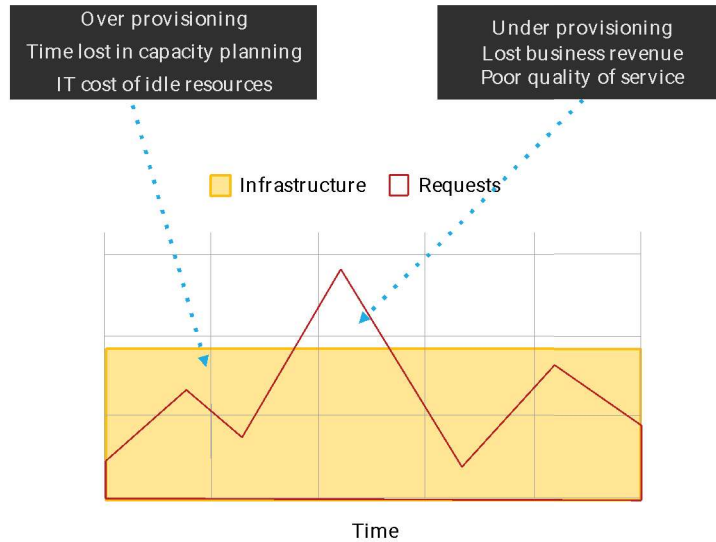 Over provisioning
Time lost in capacity planning
IT cost of idle resources
Under provisioning
Lost business revenue
Poor quality of service
Infrastructure
Requests
Time